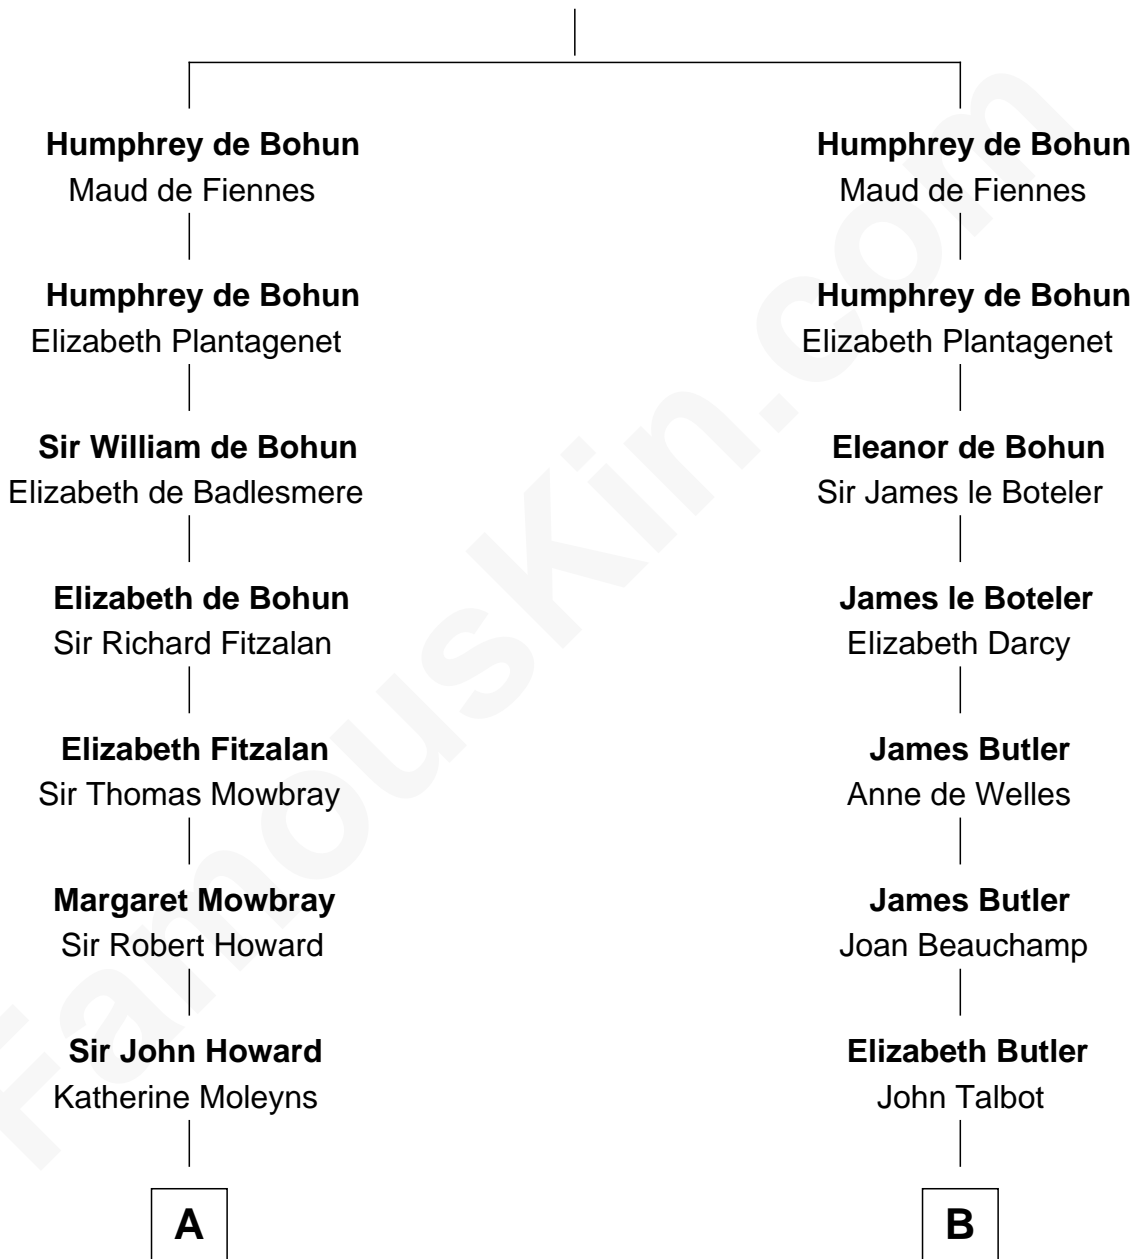 Humphrey de Bohun
Maud de Fiennes
Humphrey de Bohun
Elizabeth Plantagenet
Sir William de Bohun
Elizabeth de Badlesmere
Elizabeth de Bohun
Sir Richard Fitzalan
Elizabeth Fitzalan
Sir Thomas Mowbray
Margaret Mowbray
Sir Robert Howard
Sir John Howard
Katherine Moleyns
A
Humphrey de Bohun
Maud de Fiennes
Humphrey de Bohun
Elizabeth Plantagenet
Eleanor de Bohun
Sir James le Boteler
James le Boteler
Elizabeth Darcy
James Butler
Anne de Welles
James Butler
Joan Beauchamp
Elizabeth Butler
John Talbot
B
FamousKin.com